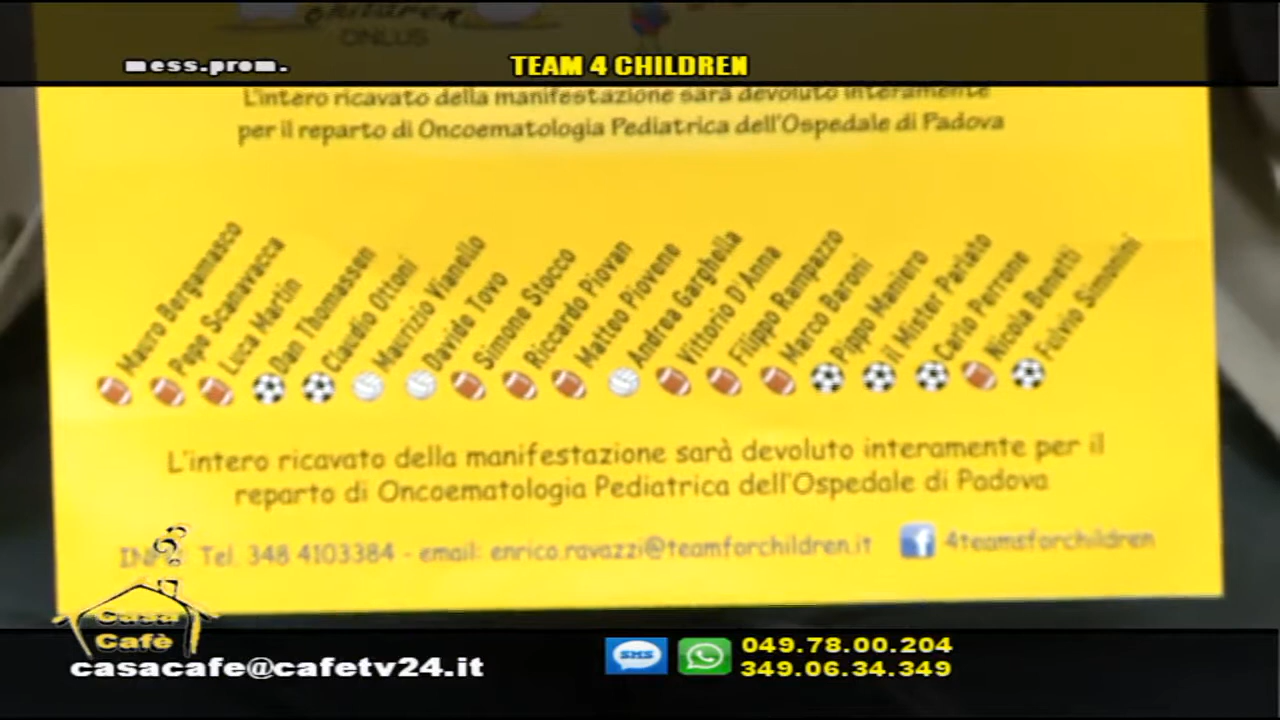 children
ONLUS
mess.prom.
TEAM 4 CHILDREN
L'intero ricavato della manifestazione sarà devoluto interamente
per il reparto di Oncoematologia Pediatrica dell'Ospedale di Padova
Mauro Bergamasco
Pepe Scanavacca
Luca Martin
Dan Thomassen
Claudio Ottoni
Maurizio Vianello
Davide Tovo
Simone Stocco
Riccardo Piovan
Matteo Piovene
Andrea Garghella
Vittorio D'Anna
Filippo Rampazzo
Marco Baroni
Pippo Maniero
il Mister Pariato
Carlo Perrone
Nicola Benetti
Fulvio Simonini
L'intero ricavato della manifestazione sarà devoluto interamente per il
reparto di Oncoematologia Pediatrica dell'Ospedale di Padova
Tel. 348 4103384 - email: enrico.ravazzi@teamforchildren.it f 4teamsforchildren
Casa
Cafè
casacafe@cafetv24.it
SMS
049.78.00.204
349.06.34.349